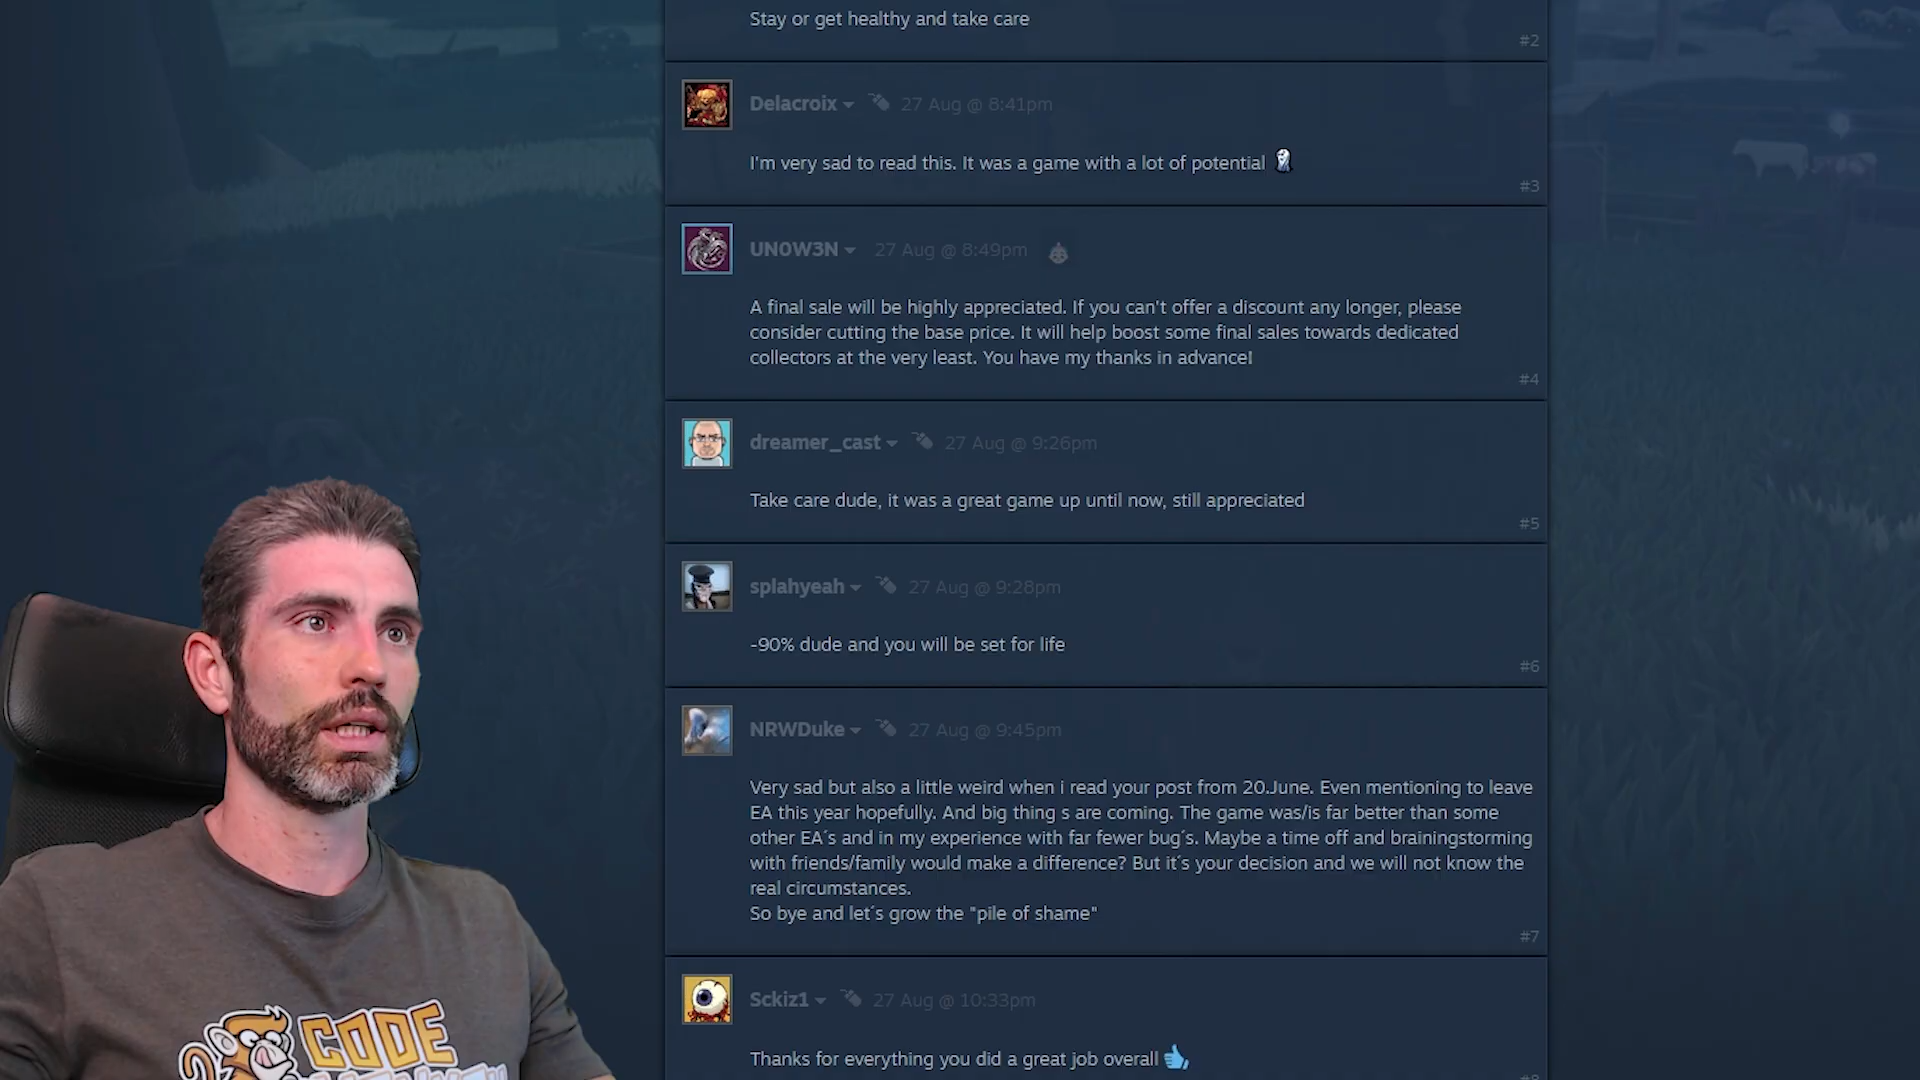 Stay or get healthy and take care
#2
Delacroix 27 Aug @ 8:41pm
I'm very sad to read this. It was a game with a lot of potential
#3
UN0W3N 27 Aug @ 8:49pm
A final sale will be highly appreciated. If you can't offer a discount any longer, please
consider cutting the base price. It will help boost some final sales towards dedicated
collectors at the very least. You have my thanks in advance!
#4
dreamer_cast 27 Aug @ 9:26pm
Take care dude, it was a great game up until now, still appreciated
#5
splahyeah 27 Aug @ 9:28pm
-90% dude and you will be set for life
#6
NRWDuke 27 Aug @ 9:45pm
Very sad but also a little weird when i read your post from 20.June. Even mentioning to leave
EA this year hopefully. And big thing s are coming. The game was/is far better than some
other EA´s and in my experience with far fewer bug´s. Maybe a time off and brainingstorming
with friends/family would make a difference? But it´s your decision and we will not know the
real circumstances.
So bye and let´s grow the "pile of shame"
#7
Sckiz1 27 Aug @ 10:33pm
Thanks for everything you did a great job overall
CODE